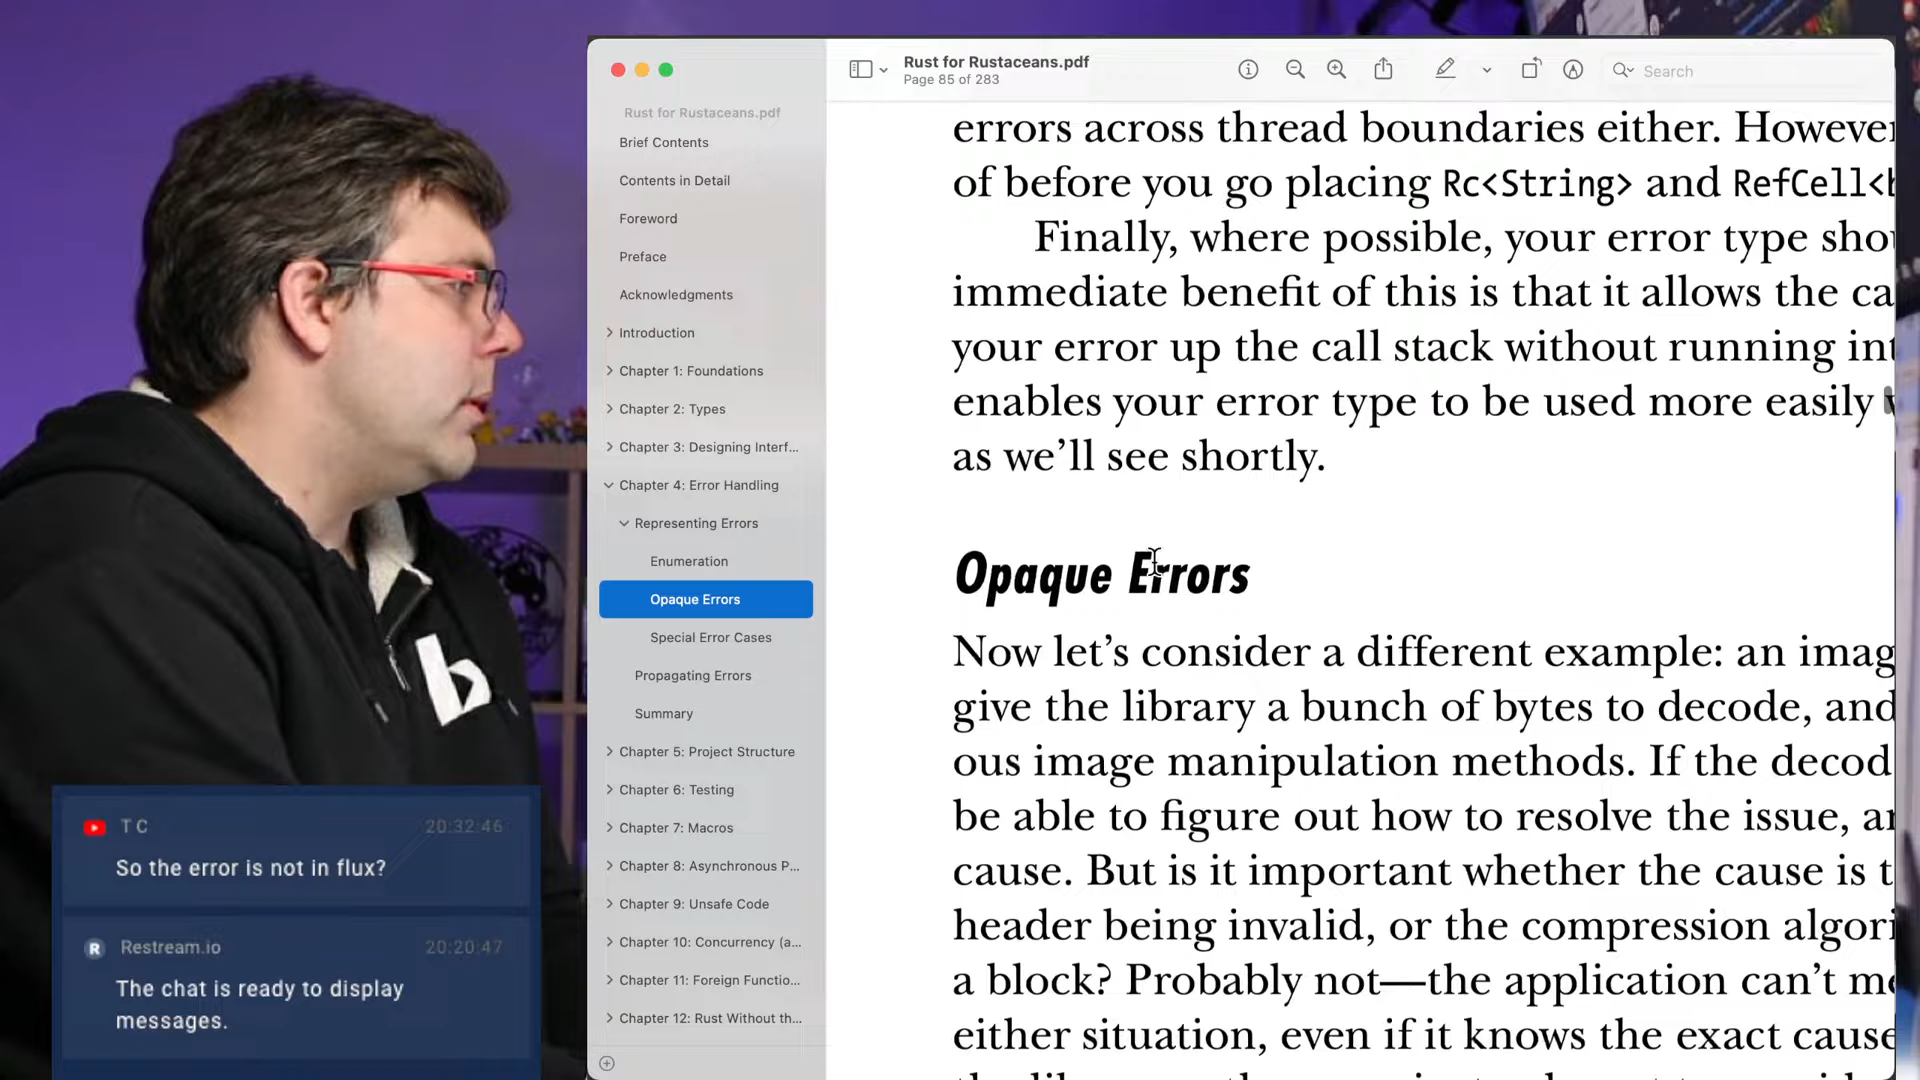 Rust for Rustaceans.pdf
Page 85 of 283
Search
Rust for Rustaceans.pdf
Brief Contents
Contents in Detail
Foreword
Preface
Acknowledgments
Introduction
Chapter 1: Foundations
Chapter 2: Types
Chapter 3: Designing Interf...
Chapter 4: Error Handling
Representing Errors
Enumeration
Opaque Errors
Special Error Cases
Propagating Errors
Summary
Chapter 5: Project Structure
Chapter 6: Testing
Chapter 7: Macros
Chapter 8: Asynchronous P...
Chapter 9: Unsafe Code
Chapter 10: Concurrency (a...
Chapter 11: Foreign Functio...
Chapter 12: Rust Without th...
errors across thread boundaries either. However
of before you go placing Rc<String> and RefCell<
Finally, where possible, your error type
immediate benefit of this is that it allows the
your error up the call stack without running
enables your error type to be used more easily
as we'll see shortly.
Opaque Errors
Now let's consider a different example: an
give the library a bunch of bytes to decode, and
ous image manipulation methods. If the
be able to figure out how to resolve the issue,
cause. But is it important whether the cause is
header being invalid, or the compression
a block? Probably not—the application can't
either situation, even if it knows the exact cause
T C
20:32:46
So the error is not in flux?
Restream.io
20:20:47
The chat is ready to display
messages.
b